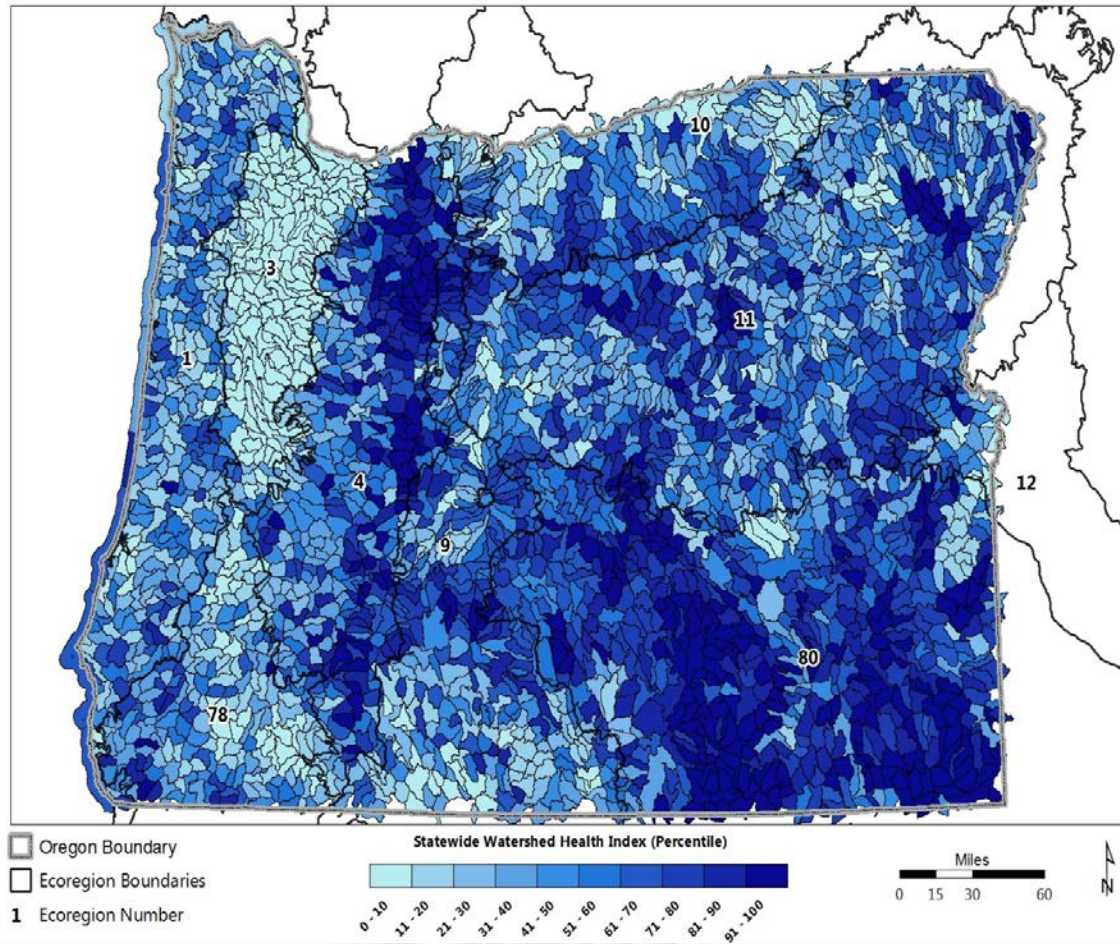 10
3
11
1
4
12
9
80
78
Oregon Boundary
Ecoregion Boundaries
1 Ecoregion Number
Statewide Watershed Health Index (Percentile)
0 - 10
11 - 20
21 - 30
31 - 40
41 - 50
51 - 60
61 - 70
71 - 80
81 - 90
91 - 100
Miles
0 15 30 60
N